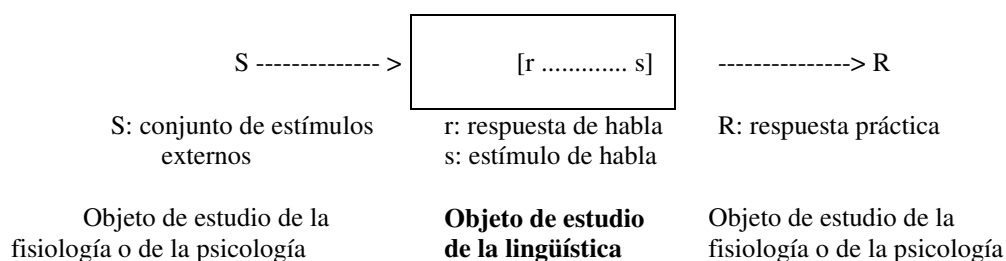 S -------------- > [r ............. s] ---------------> R
S: conjunto de estímulos externos
r: respuesta de habla
s: estímulo de habla
R: respuesta práctica
Objeto de estudio de la
fisiología o de la psicología
Objeto de estudio
de la lingüística
Objeto de estudio de la
fisiología o de la psicología